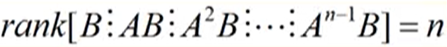 rank[B⋮AB⋮A²B⋮⋯⋮Aⁿ⁻¹B] = n